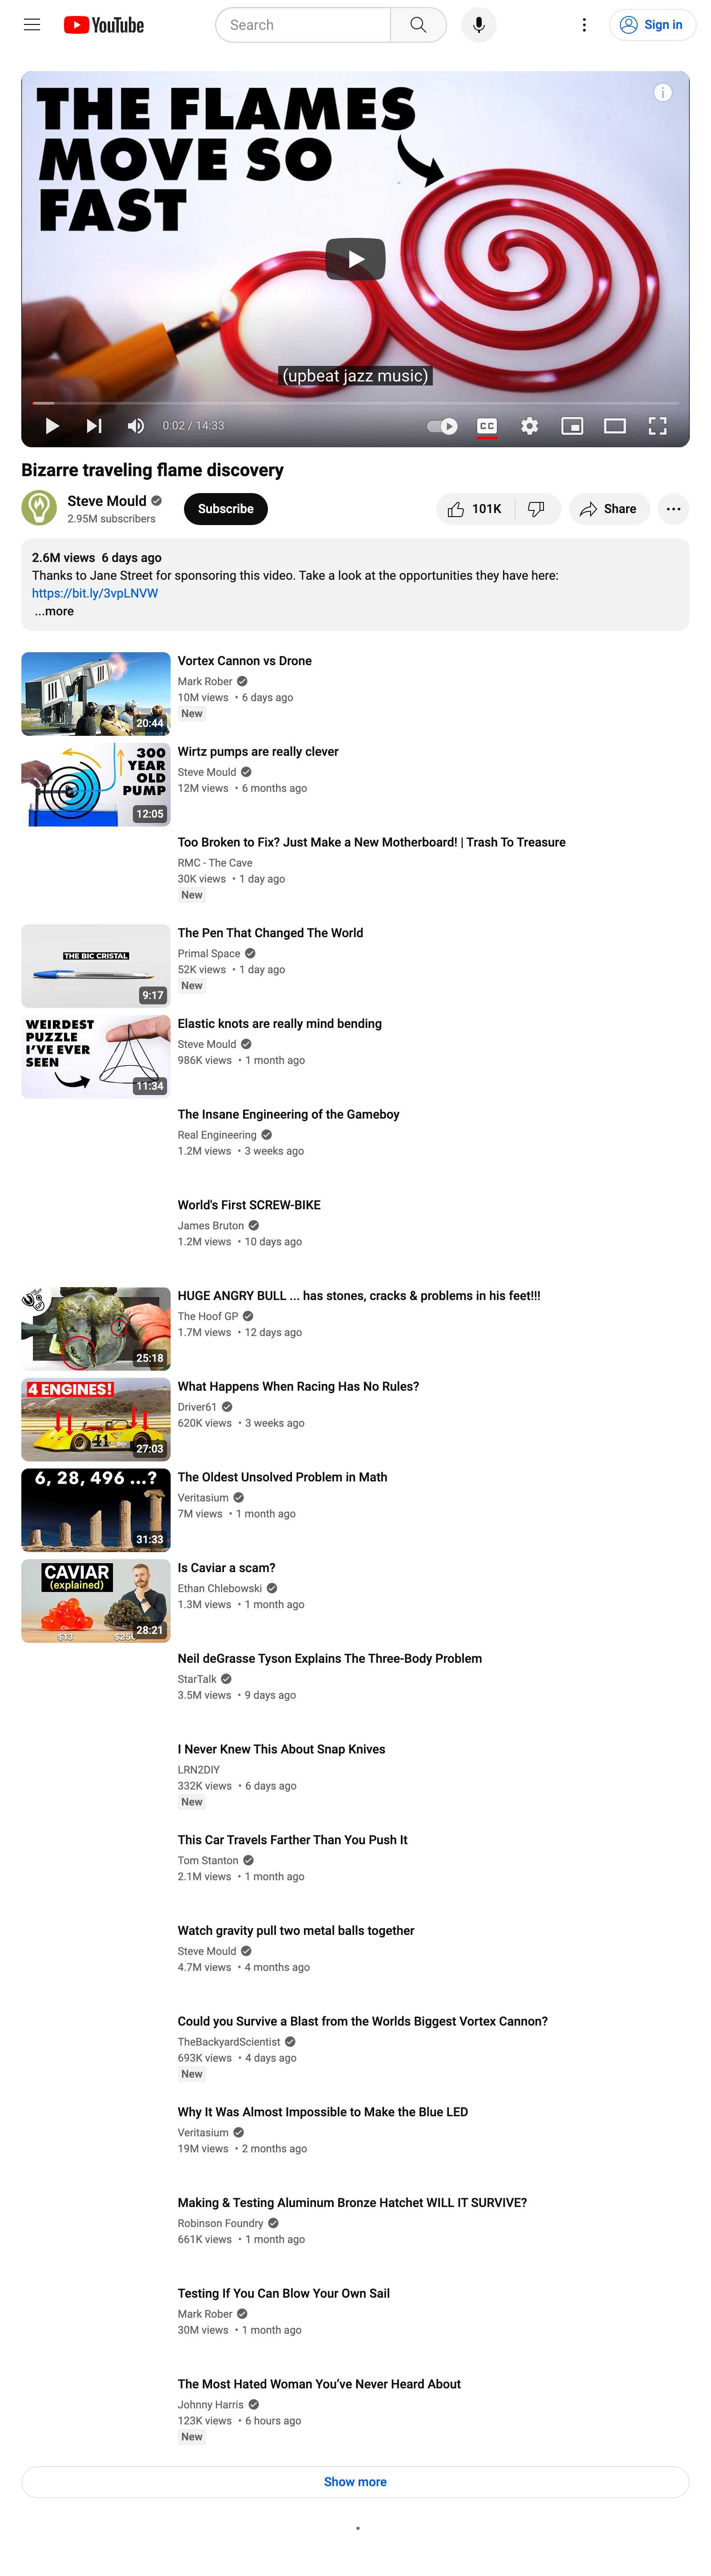 YouTube
Search
Sign in
THE FLAMES
MOVE SO
FAST
(upbeat jazz music)
0:02 / 14:33
CC
Bizarre traveling flame discovery
Steve Mould
2.95M subscribers
Subscribe
101K
Share
2.6M views 6 days ago
Thanks to Jane Street for sponsoring this video. Take a look at the opportunities they have here:
https://bit.ly/3vpLNVW
...more
20:44
Vortex Cannon vs Drone
Mark Rober
10M views • 6 days ago
New
300
YEAR
OLD
PUMP
12:05
Wirtz pumps are really clever
Steve Mould
12M views • 6 months ago
Too Broken to Fix? Just Make a New Motherboard! | Trash To Treasure
RMC - The Cave
30K views • 1 day ago
New
THE BIC CRISTAL
9:17
The Pen That Changed The World
Primal Space
52K views • 1 day ago
New
WEIRDEST
PUZZLE
I'VE EVER
SEEN
11:34
Elastic knots are really mind bending
Steve Mould
986K views • 1 month ago
The Insane Engineering of the Gameboy
Real Engineering
1.2M views • 3 weeks ago
World's First SCREW-BIKE
James Bruton
1.2M views • 10 days ago
25:18
HUGE ANGRY BULL ... has stones, cracks & problems in his feet!!!
The Hoof GP
1.7M views • 12 days ago
4 ENGINES!
41
27:03
What Happens When Racing Has No Rules?
Driver61
620K views • 3 weeks ago
6, 28, 496 ...?
31:33
The Oldest Unsolved Problem in Math
Veritasium
7M views • 1 month ago
CAVIAR
(explained)
$13
28:21
Is Caviar a scam?
Ethan Chlebowski
1.3M views • 1 month ago
Neil deGrasse Tyson Explains The Three-Body Problem
StarTalk
3.5M views • 9 days ago
I Never Knew This About Snap Knives
LRN2DIY
332K views • 6 days ago
New
This Car Travels Farther Than You Push It
Tom Stanton
2.1M views • 1 month ago
Watch gravity pull two metal balls together
Steve Mould
4.7M views • 4 months ago
Could you Survive a Blast from the Worlds Biggest Vortex Cannon?
TheBackyardScientist
693K views • 4 days ago
New
Why It Was Almost Impossible to Make the Blue LED
Veritasium
19M views • 2 months ago
Making & Testing Aluminum Bronze Hatchet WILL IT SURVIVE?
Robinson Foundry
661K views • 1 month ago
Testing If You Can Blow Your Own Sail
Mark Rober
30M views • 1 month ago
The Most Hated Woman You've Never Heard About
Johnny Harris
123K views • 6 hours ago
New
Show more